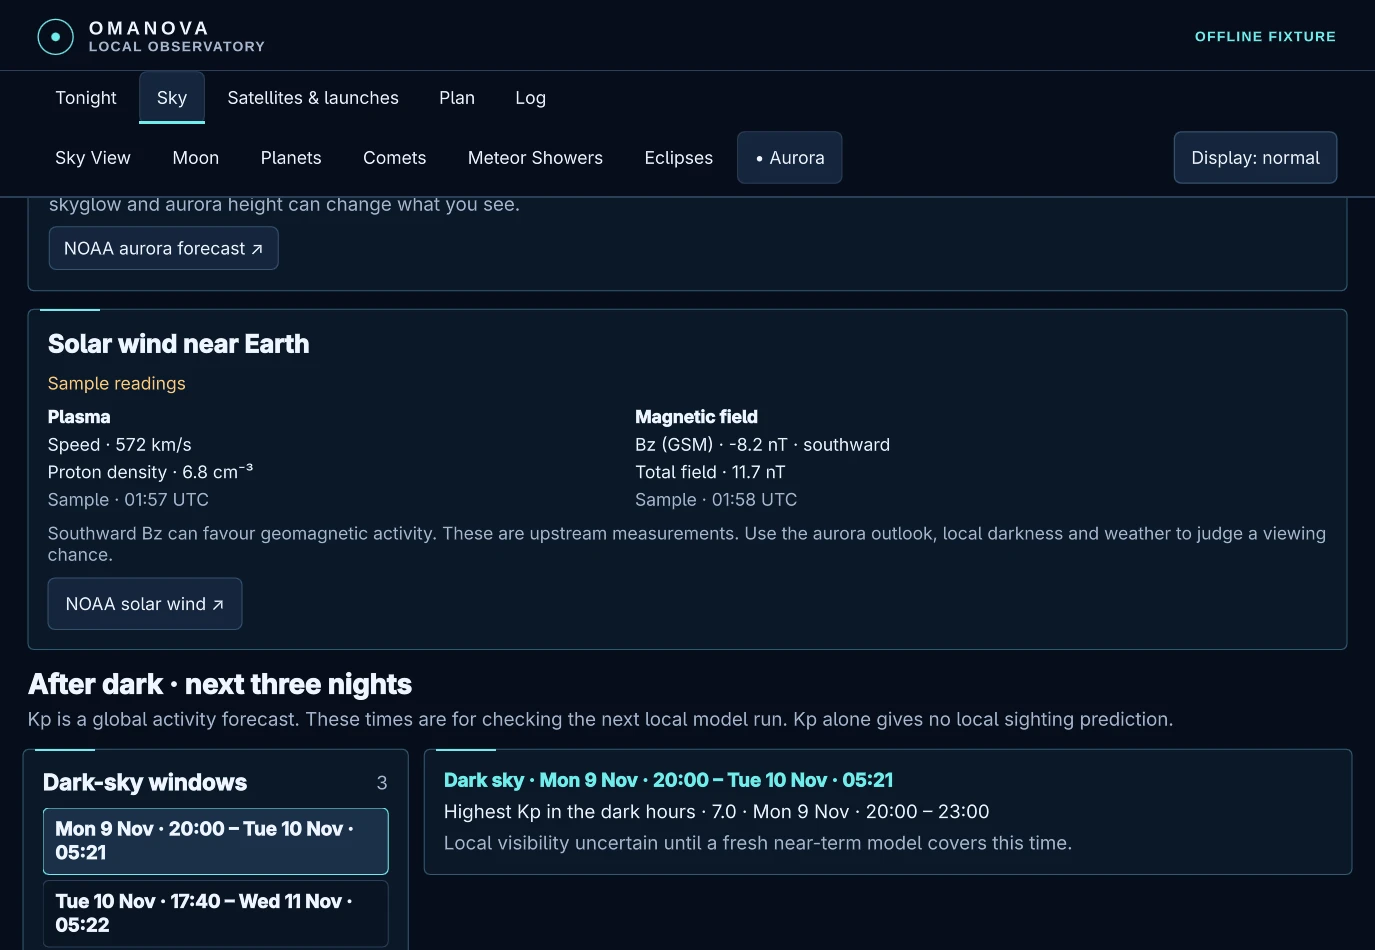 OMANOVA
LOCAL OBSERVATORY
OFFLINE FIXTURE
Tonight
Sky
Satellites & launches
Plan
Log
Sky View
Moon
Planets
Comets
Meteor Showers
Eclipses
• Aurora
Display: normal
skyglow and aurora height can change what you see.
NOAA aurora forecast ↗
Solar wind near Earth
Sample readings
Plasma
Speed · 572 km/s
Proton density · 6.8 cm⁻³
Sample · 01:57 UTC
Magnetic field
Bz (GSM) · -8.2 nT · southward
Total field · 11.7 nT
Sample · 01:58 UTC
Southward Bz can favour geomagnetic activity. These are upstream measurements. Use the aurora outlook, local darkness and weather to judge a viewing
chance.
NOAA solar wind ↗
After dark · next three nights
Kp is a global activity forecast. These times are for checking the next local model run. Kp alone gives no local sighting prediction.
Dark-sky windows
3
Mon 9 Nov · 20:00 – Tue 10 Nov ·
05:21
Tue 10 Nov · 17:40 – Wed 11 Nov ·
05:22
Dark sky · Mon 9 Nov · 20:00 – Tue 10 Nov · 05:21
Highest Kp in the dark hours · 7.0 · Mon 9 Nov · 20:00 – 23:00
Local visibility uncertain until a fresh near-term model covers this time.